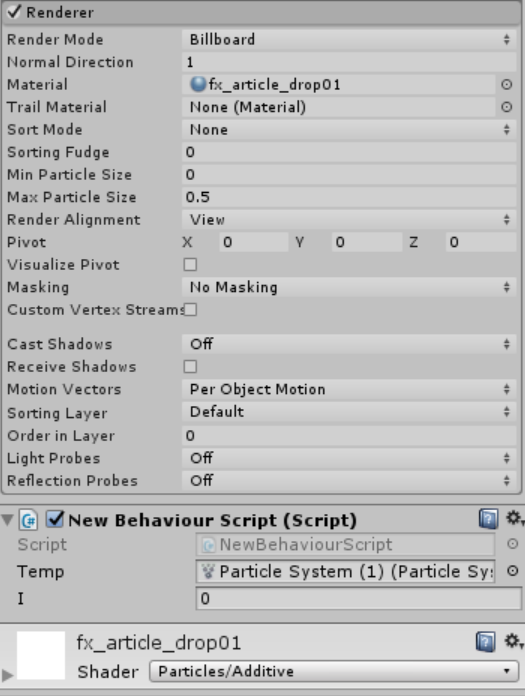 Renderer
Render Mode Billboard
Normal Direction 1
Material fx_article_drop01
Trail Material None (Material)
Sort Mode None
Sorting Fudge 0
Min Particle Size 0
Max Particle Size 0.5
Render Alignment View
Pivot X 0 Y 0 Z 0
Visualize Pivot
Masking No Masking
Custom Vertex Streams
Cast Shadows Off
Receive Shadows
Motion Vectors Per Object Motion
Sorting Layer Default
Order in Layer 0
Light Probes Off
Reflection Probes Off
New Behaviour Script (Script)
Script NewBehaviourScript
Temp Particle System (1) (Particle Sys
I 0
fx_article_drop01
Shader Particles/Additive